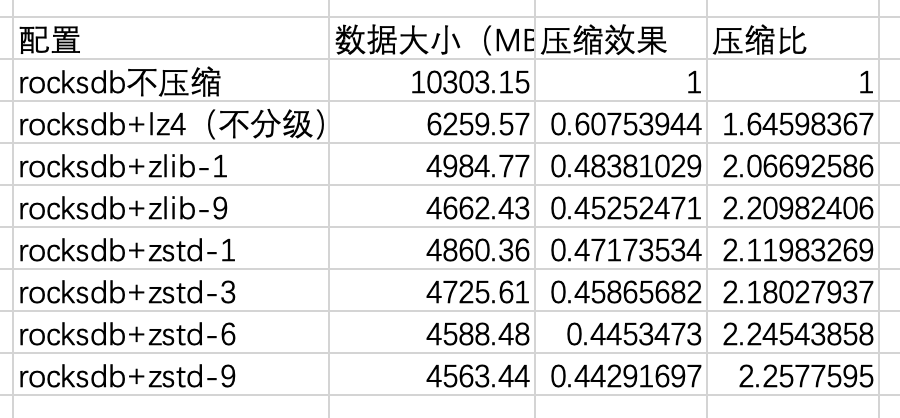 配置 数据大小（MB 压缩效果 压缩比
rocksdb不压缩 10303.15 1 1
rocksdb+lz4（不分级） 6259.57 0.60753944 1.64598367
rocksdb+zlib-1 4984.77 0.48381029 2.06692586
rocksdb+zlib-9 4662.43 0.45252471 2.20982406
rocksdb+zstd-1 4860.36 0.47173534 2.11983269
rocksdb+zstd-3 4725.61 0.45865682 2.18027937
rocksdb+zstd-6 4588.48 0.4453473 2.24543858
rocksdb+zstd-9 4563.44 0.44291697 2.2577595